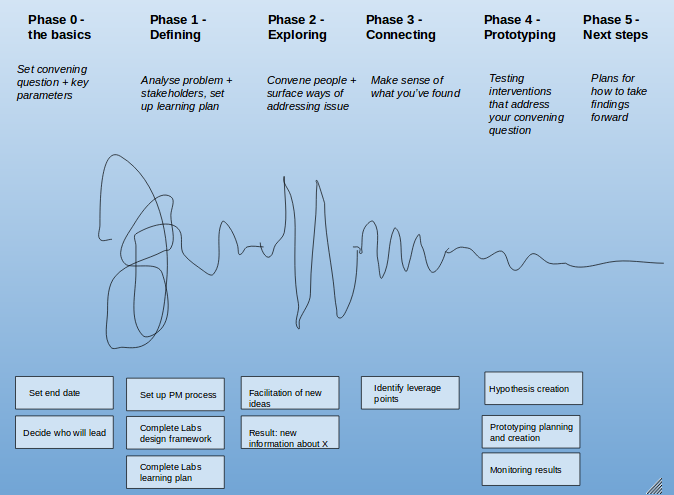 Phase 0 -
the basics
Phase 1 -
Defining
Phase 2 -
Exploring
Phase 3 -
Connecting
Phase 4 -
Prototyping
Phase 5 -
Next steps
Set convening
question + key
parameters
Analyse problem +
stakeholders, set
up learning plan
Convene people +
surface ways of
addressing issue
Make sense of
what you've found
Testing
interventions
that address
your convening
question
Plans for
how to take
findings
forward
Set end date
Decide who will lead
Set up PM process
Complete Labs
design framework
Complete Labs
learning plan
Facilitation of new
ideas
Result: new
information about X
Identify leverage
points
Hypothesis creation
Prototyping planning
and creation
Monitoring results